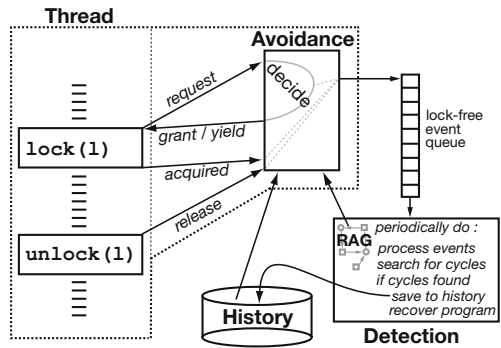 Thread
Avoidance
request
decide
grant / yield
lock(l)
acquired
release
unlock(l)
lock-free
event
queue
periodically do :
RAG
process events
search for cycles
if cycles found
save to history
recover program
History
Detection